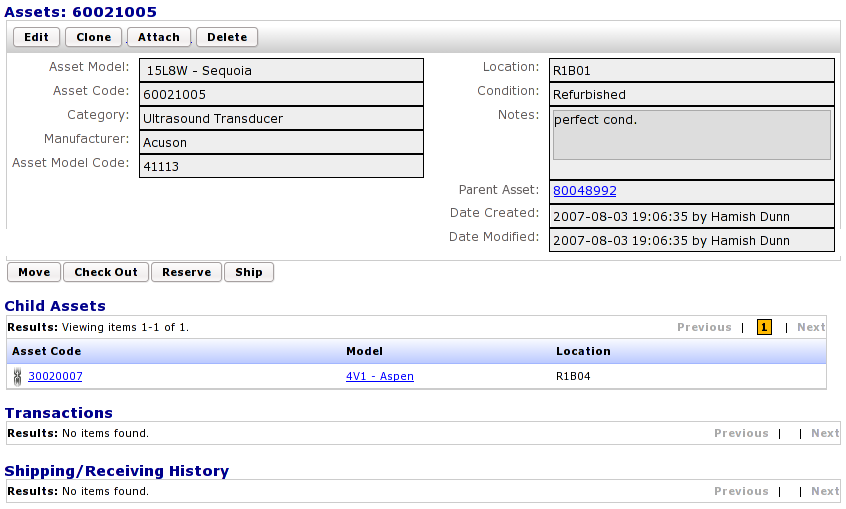 Assets: 60021005
Edit Clone Attach Delete
Asset Model: 15L8W - Sequoia
Asset Code: 60021005
Category: Ultrasound Transducer
Manufacturer: Acuson
Asset Model Code: 41113
Location: R1B01
Condition: Refurbished
Notes: perfect cond.
Parent Asset: 80048992
Date Created: 2007-08-03 19:06:35 by Hamish Dunn
Date Modified: 2007-08-03 19:06:35 by Hamish Dunn
Move Check Out Reserve Ship
Child Assets
Results: Viewing items 1-1 of 1. Previous | 1 | Next
Asset Code Model Location
30020007 4V1 - Aspen R1B04
Transactions
Results: No items found. Previous | | Next
Shipping/Receiving History
Results: No items found. Previous | | Next